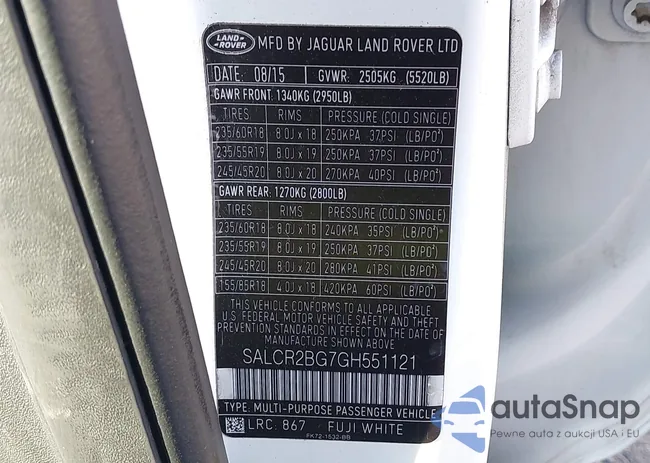 LAND ROVER MFD BY JAGUAR LAND ROVER LTD
DATE: 08/15 GVWR: 2505KG (5520LB)
GAWR FRONT: 1340KG (2950LB)
TIRES RIMS PRESSURE (COLD SINGLE)
235/60R18 8.0J x 18 250KPA 37PSI (LB/PO²)
235/55R19 8.0J x 19 250KPA 37PSI (LB/PO²)
245/45R20 8.0J x 20 270KPA 40PSI (LB/PO²)
GAWR REAR: 1270KG (2800LB)
TIRES RIMS PRESSURE (COLD SINGLE)
235/60R18 8.0J x 18 240KPA 35PSI (LB/PO²)
235/55R19 8.0J x 19 250KPA 37PSI (LB/PO²)
245/45R20 8.0J x 20 280KPA 41PSI (LB/PO²)
155/85R18 4.0J x 18 420KPA 60PSI (LB/PO²)
THIS VEHICLE CONFORMS TO ALL APPLICABLE
U.S. FEDERAL MOTOR VEHICLE SAFETY AND THEFT
PREVENTION STANDARDS IN EFFECT ON THE DATE OF
MANUFACTURE SHOWN ABOVE.
SALCR2BG7GH551121
TYPE: MULTI-PURPOSE PASSENGER VEHICLE
LRC: 867 FUJI WHITE
FK72-1532-BB
autoSnap
Pewne auta z aukcji USA i EU